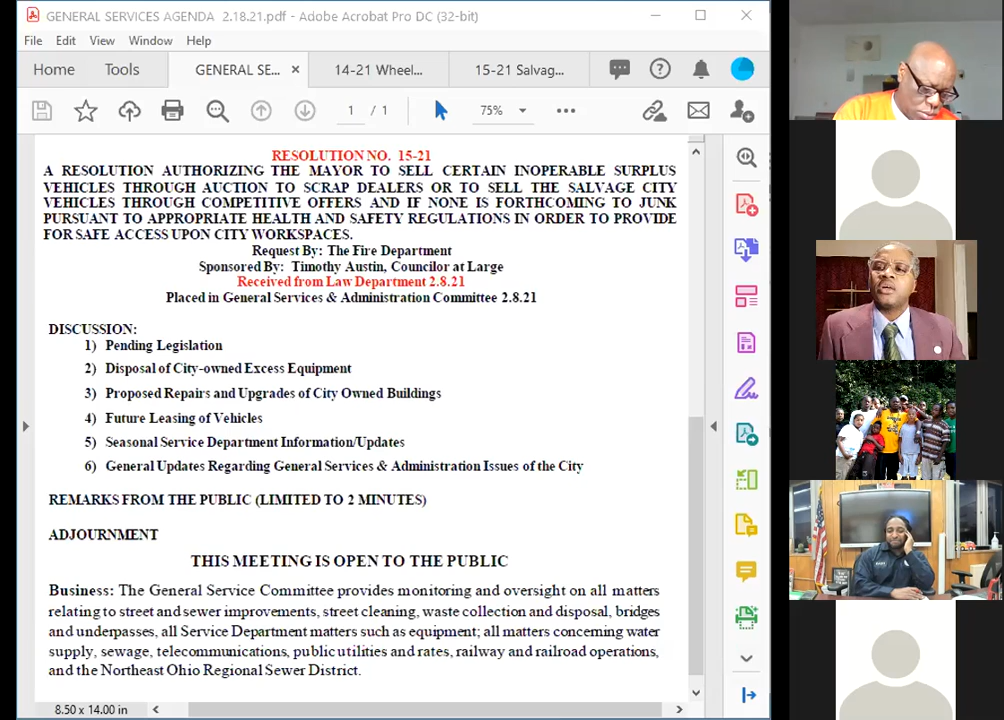 GENERAL SERVICES AGENDA 2.18.21.pdf - Adobe Acrobat Pro DC (32-bit)
File Edit View Window Help
Home Tools GENERAL SE... × 14-21 Wheel... 15-21 Salvag...
1 / 1 75%
RESOLUTION NO. 15-21
A RESOLUTION AUTHORIZING THE MAYOR TO SELL CERTAIN INOPERABLE SURPLUS
VEHICLES THROUGH AUCTION TO SCRAP DEALERS OR TO SELL THE SALVAGE CITY
VEHICLES THROUGH COMPETITIVE OFFERS AND IF NONE IS FORTHCOMING TO JUNK
PURSUANT TO APPROPRIATE HEALTH AND SAFETY REGULATIONS IN ORDER TO PROVIDE
FOR SAFE ACCESS UPON CITY WORKSPACES.
Request By: The Fire Department
Sponsored By: Timothy Austin, Councilor at Large
Received from Law Department 2.8.21
Placed in General Services & Administration Committee 2.8.21
DISCUSSION:
1) Pending Legislation
2) Disposal of City-owned Excess Equipment
3) Proposed Repairs and Upgrades of City Owned Buildings
4) Future Leasing of Vehicles
5) Seasonal Service Department Information/Updates
6) General Updates Regarding General Services & Administration Issues of the City
REMARKS FROM THE PUBLIC (LIMITED TO 2 MINUTES)
ADJOURNMENT
THIS MEETING IS OPEN TO THE PUBLIC
Business: The General Service Committee provides monitoring and oversight on all matters
relating to street and sewer improvements, street cleaning, waste collection and disposal, bridges
and underpasses, all Service Department matters such as equipment; all matters concerning water
supply, sewage, telecommunications, public utilities and rates, railway and railroad operations,
and the Northeast Ohio Regional Sewer District.
8.50 x 14.00 in